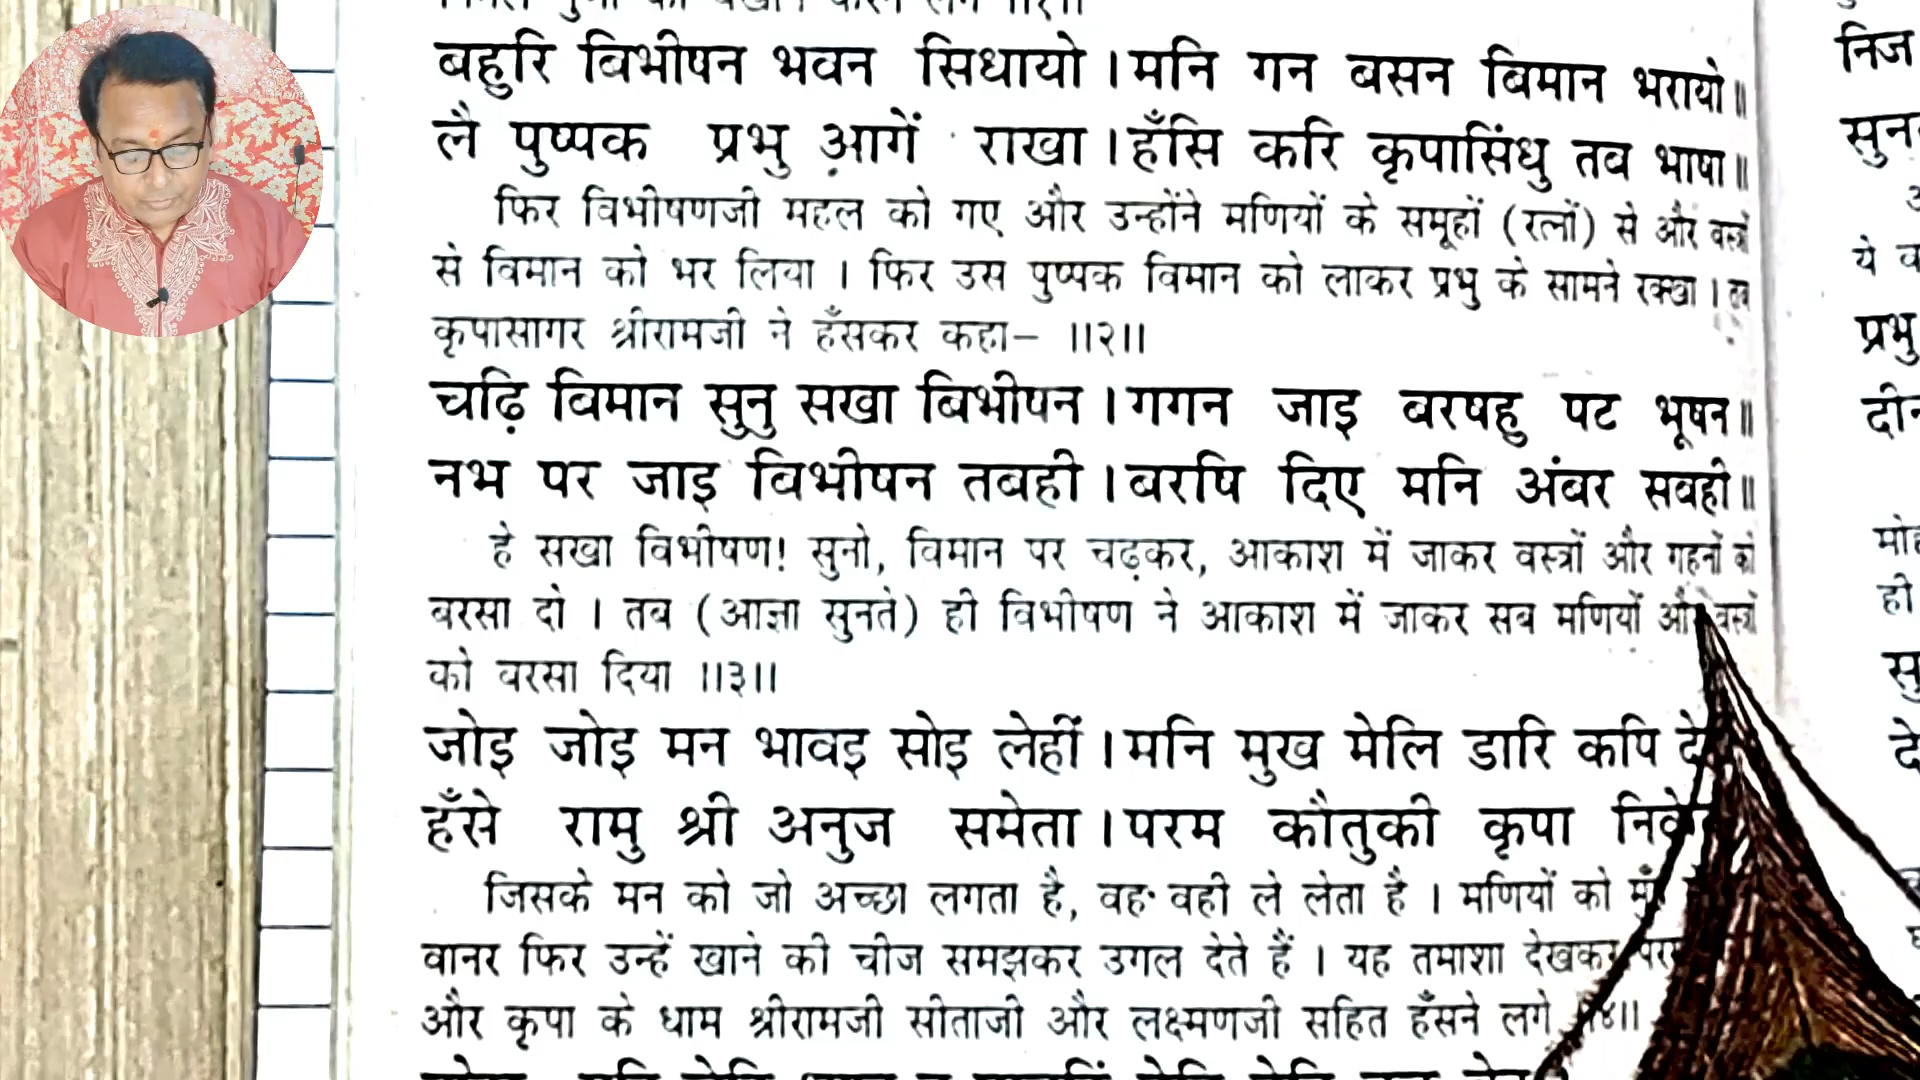 बहुरि बिभीषन भवन सिधायो। मनि गन बसन बिमान भरायो॥
लै पुष्पक प्रभु आगें राखा। हँसि करि कृपासिंधु तब भाषा॥
फिर विभीषणजी महल को गए और उन्होंने मणियों के समूहों (रत्नों) से और वस्त्रों
से विमान को भर लिया । फिर उस पुष्पक विमान को लाकर प्रभु के सामने रक्खा । तब
कृपासागर श्रीरामजी ने हँसकर कहा− ॥२॥
चढ़ि बिमान सुनु सखा बिभीषन। गगन जाइ बरषहु पट भूषन॥
नभ पर जाइ बिभीषन तबही। बरषि दिए मनि अंबर सबही॥
हे सखा विभीषण! सुनो, विमान पर चढ़कर, आकाश में जाकर वस्त्रों और गहनों को
बरसा दो । तब (आज्ञा सुनते) ही विभीषण ने आकाश में जाकर सब मणियों और वस्त्रों
को बरसा दिया ॥३॥
जोइ जोइ मन भावइ सोइ लेहीं। मनि मुख मेलि डारि कपि
हँसे रामु श्री अनुज समेता। परम कौतुकी कृपा
जिसके मन को जो अच्छा लगता है, वह वही ले लेता है । मणियों को
वानर फिर उन्हें खाने की चीज समझकर उगल देते हैं । यह तमाशा देखकर
और कृपा के धाम श्रीरामजी सीताजी और लक्ष्मणजी सहित हँसने लगे ॥४॥
निज
ये
प्रभु
ही